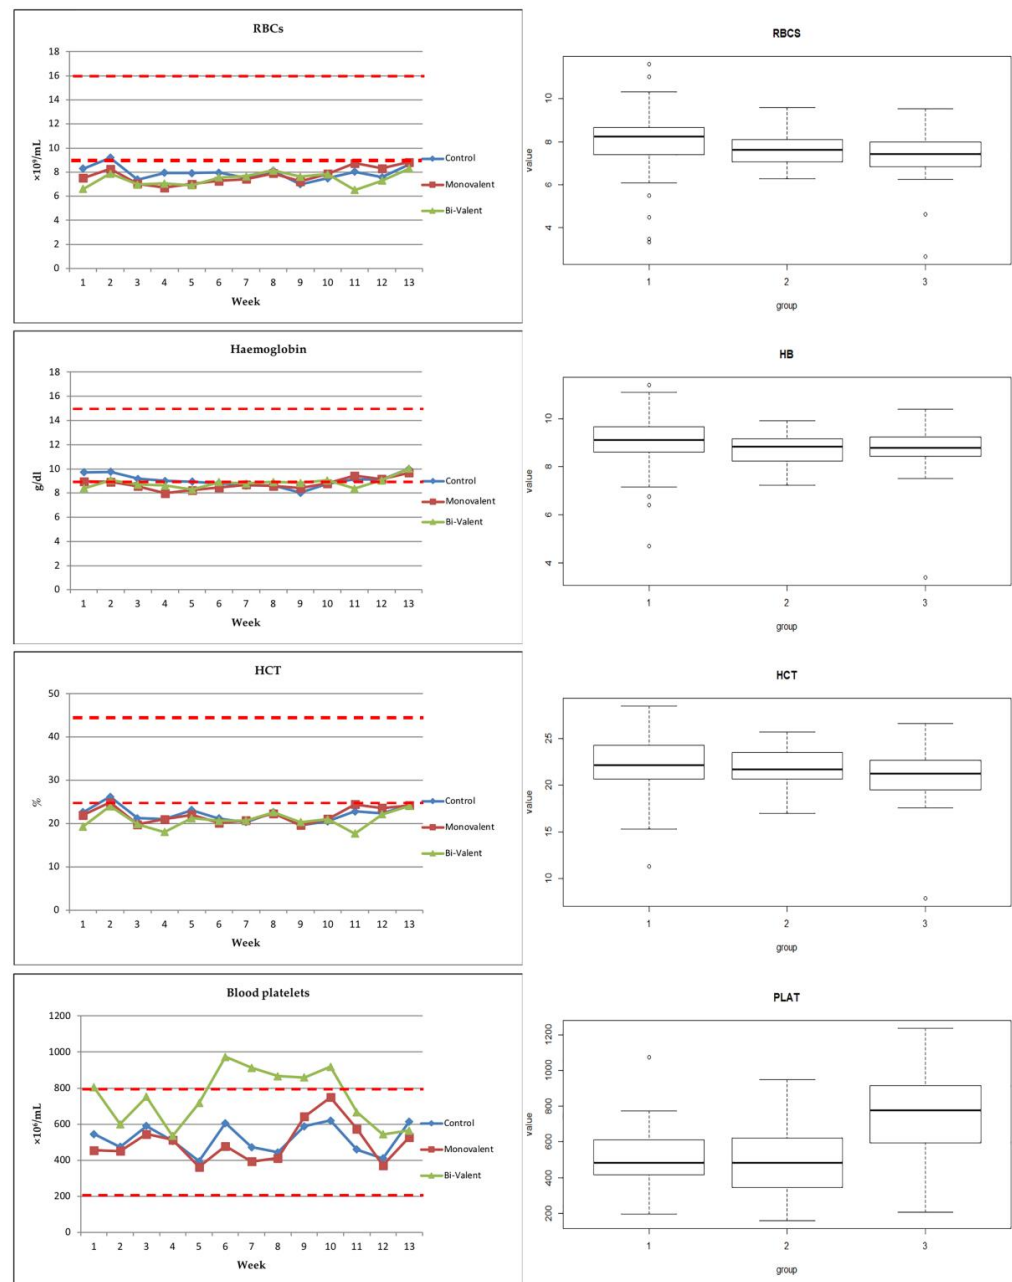 RBCs
18
16
14
12
10
8
6
4
2
0
×10⁹/mL
1 2 3 4 5 6 7 8 9 10 11 12 13
Week
Control
Monovalent
Bi-Valent
RBCS
10
8
6
4
value
1 2 3
group
Haemoglobin
18
16
14
12
10
8
6
4
2
0
g/dl
1 2 3 4 5 6 7 8 9 10 11 12 13
Week
Control
Monovalent
Bi-Valent
HB
10
8
6
4
value
1 2 3
group
HCT
50
40
30
20
10
0
%
1 2 3 4 5 6 7 8 9 10 11 12 13
Week
Control
Monovalent
Bi-Valent
HCT
25
20
15
10
value
1 2 3
group
Blood platelets
1200
1000
800
600
400
200
0
×10⁶/mL
1 2 3 4 5 6 7 8 9 10 11 12 13
Week
Control
Monovalent
Bi-Valent
PLAT
1200
1000
800
600
400
200
value
1 2 3
group